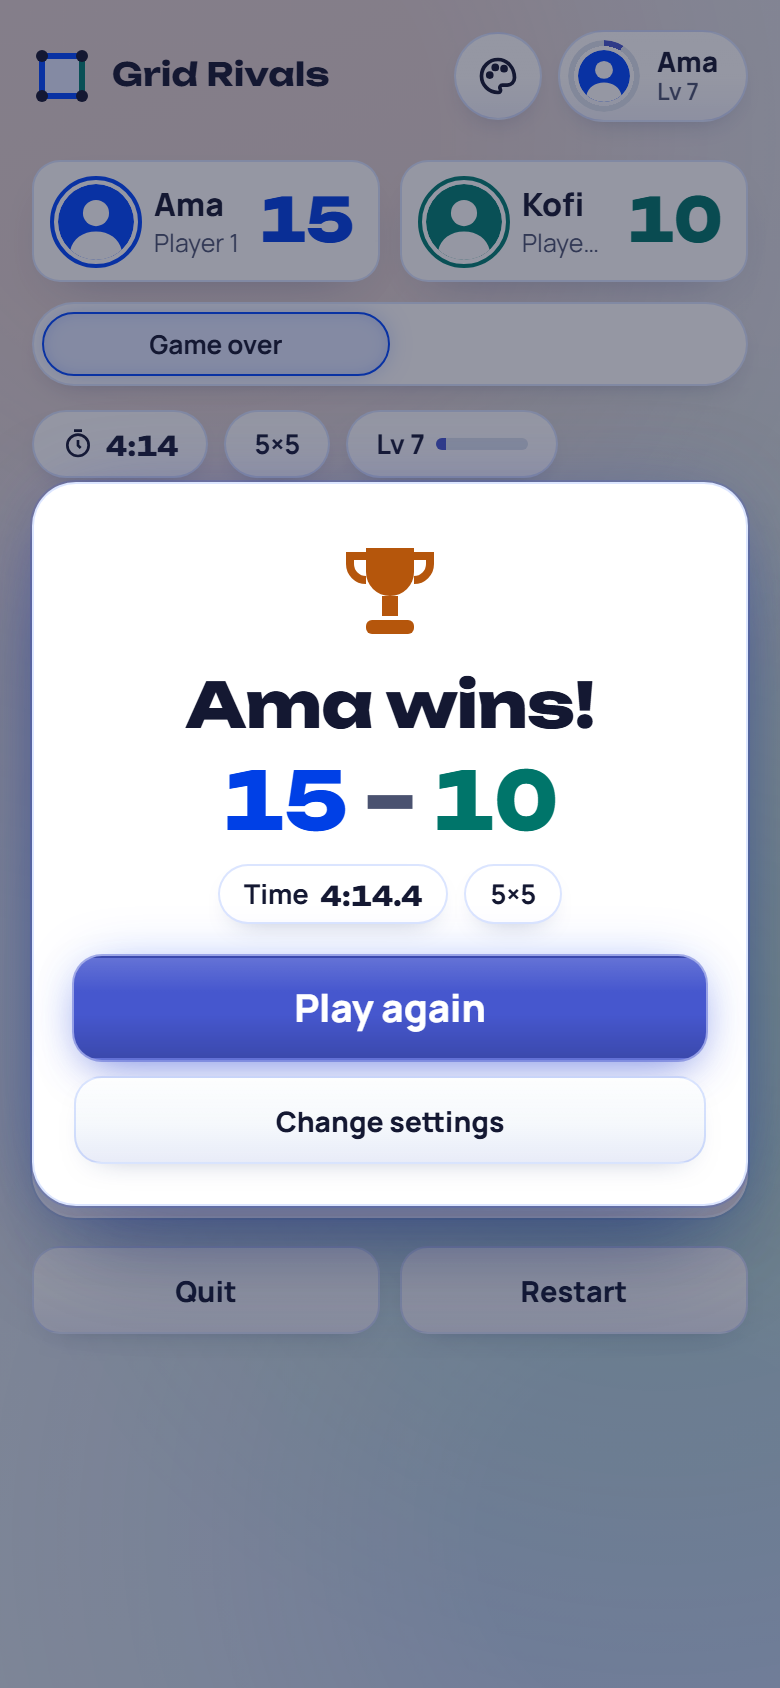 Grid Rivals
Ama
Lv 7
Ama
Player 1
15
Kofi
Playe...
10
Game over
4:14
5×5
Lv 7
Ama wins!
15 – 10
Time 4:14.4
5×5
Play again
Change settings
Quit
Restart